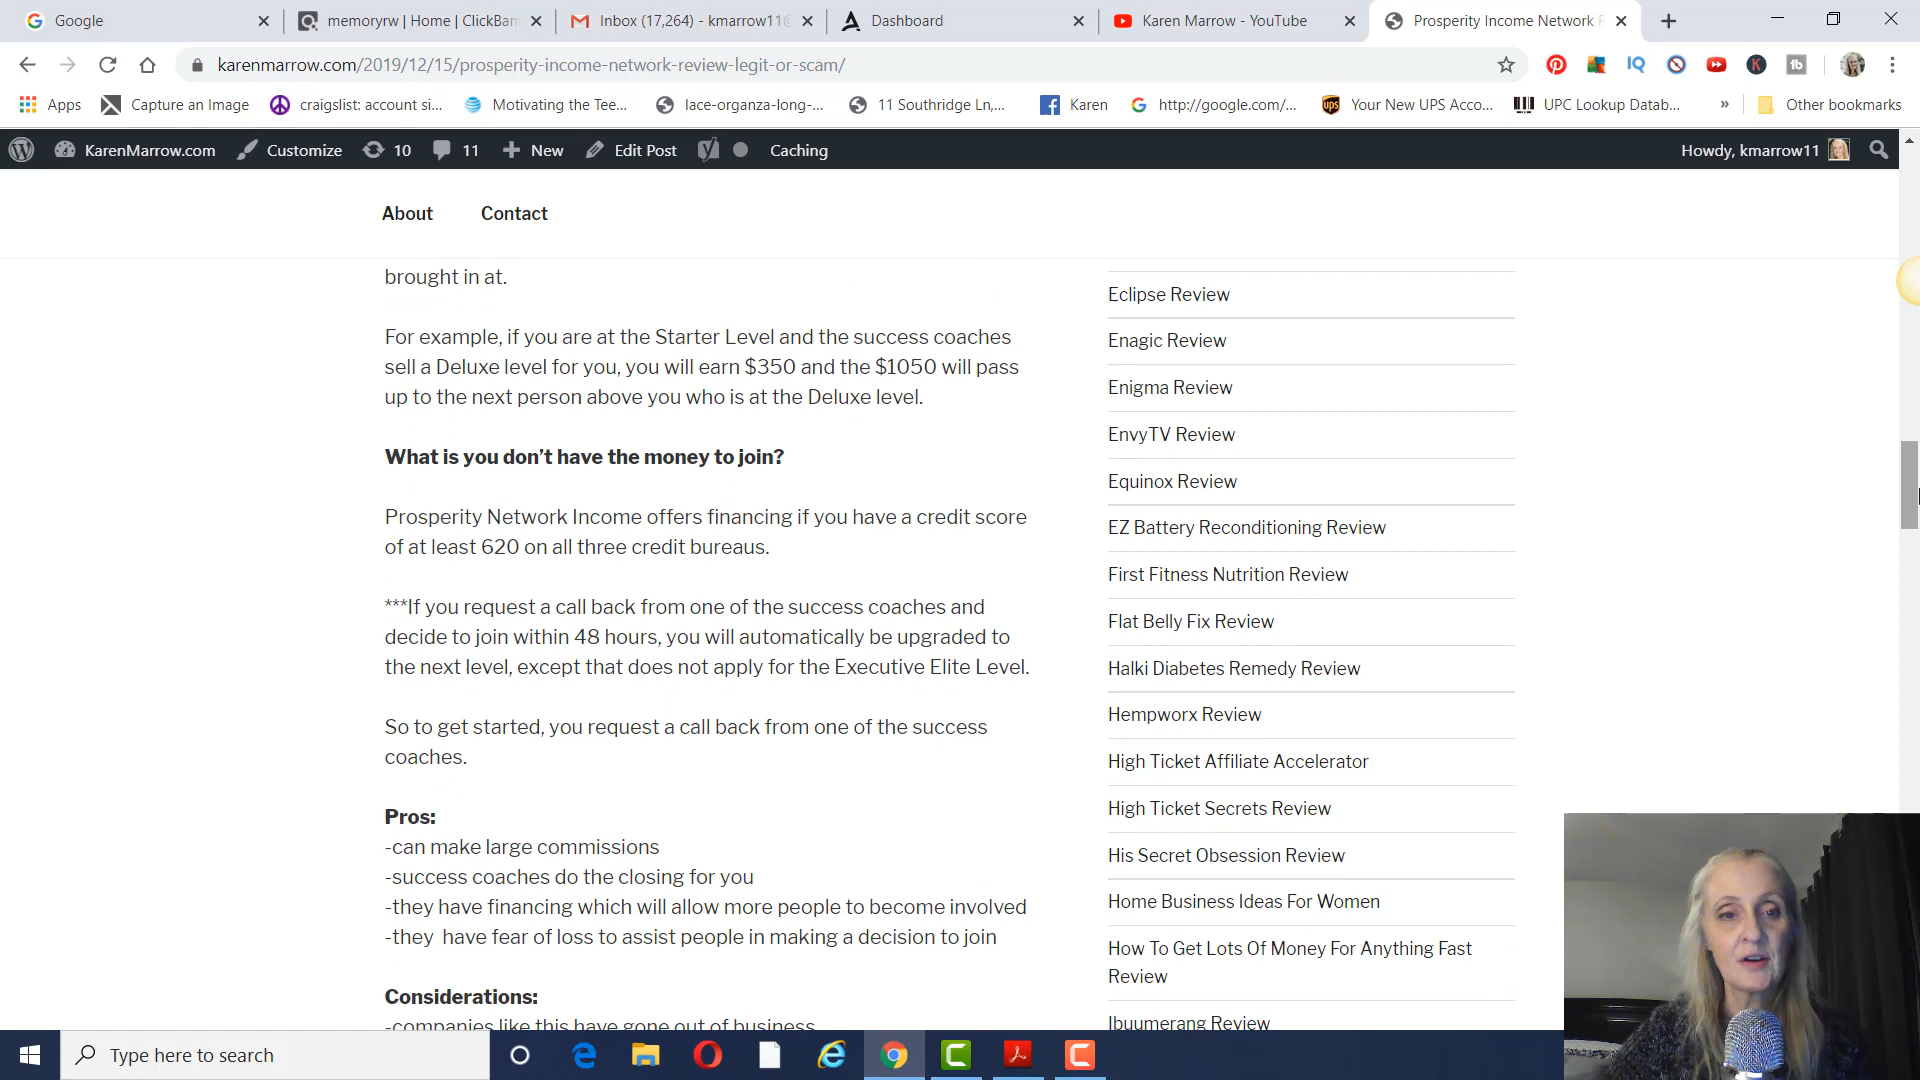 Google
memoryrw | Home | ClickBan
Inbox (17,264) - kmarrow11@
Dashboard
Karen Marrow - YouTube
Prosperity Income Network R
karenmarrow.com/2019/12/15/prosperity-income-network-review-legit-or-scam/
Apps
Capture an Image
craigslist: account si...
Motivating the Tee...
lace-organza-long-...
11 Southridge Ln,...
Karen
http://google.com/...
Your New UPS Acco...
UPC Lookup Datab...
»
Other bookmarks
KarenMarrow.com
Customize
10
11
New
Edit Post
Caching
Howdy, kmarrow11
About
Contact
brought in at.
For example, if you are at the Starter Level and the success coaches
sell a Deluxe level for you, you will earn $350 and the $1050 will pass
up to the next person above you who is at the Deluxe level.
What is you don’t have the money to join?
Prosperity Network Income offers financing if you have a credit score
of at least 620 on all three credit bureaus.
***If you request a call back from one of the success coaches and
decide to join within 48 hours, you will automatically be upgraded to
the next level, except that does not apply for the Executive Elite Level.
So to get started, you request a call back from one of the success
coaches.
Pros:
-can make large commissions
-success coaches do the closing for you
-they have financing which will allow more people to become involved
-they  have fear of loss to assist people in making a decision to join
Considerations:
-companies like this have gone out of business
Eclipse Review
Enagic Review
Enigma Review
EnvyTV Review
Equinox Review
EZ Battery Reconditioning Review
First Fitness Nutrition Review
Flat Belly Fix Review
Halki Diabetes Remedy Review
Hempworx Review
High Ticket Affiliate Accelerator
High Ticket Secrets Review
His Secret Obsession Review
Home Business Ideas For Women
How To Get Lots Of Money For Anything Fast
Review
Ibuumerang Review
Type here to search